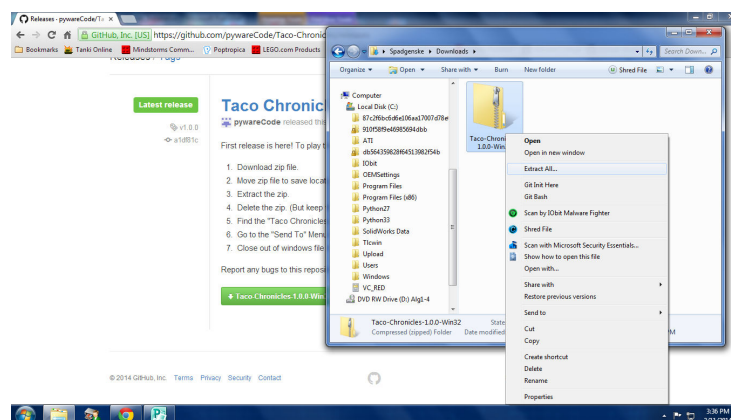 Releases · pywareCode/Ta
GitHub, Inc. [US] https://github.com/pywareCode/Taco-Chronic
Bookmarks Tanki Online Mindstorms Comm... Poptropica LEGO.com Products
Releases / Tags
Latest release
v1.0.0
a1df81c
Taco Chronic
pywareCode released this
First release is here! To play t
1. Download zip file.
2. Move zip file to save locat
3. Extract the zip.
4. Delete the zip. (But keep
5. Find the "Taco Chronicles
6. Go to the "Send To" Menu
7. Close out of windows file
Report any bugs to this reposi
Taco-Chronicles-1.0.0-Win
© 2014 GitHub, Inc. Terms Privacy Security Contact
Spadgenske Downloads
Search Down...
Organize Open Share with Burn New folder Shred File
Computer
Local Disk (C:)
ATI
db564359828f64513982f54b
IObit
OEMSettings
Program Files
Program Files (x86)
Python27
Python33
SolidWorks Data
Tlcwin
Upload
Users
Windows
VC_RED
DVD RW Drive (D:) Alg1-4
Taco-Chroni
1.0.0-Win
Taco-Chronicles-1.0.0-Win32 State
Compressed (zipped) Folder Date modified
Open
Open in new window
Extract All...
Git Init Here
Git Bash
Scan by IObit Malware Fighter
Shred File
Scan with Microsoft Security Essentials...
Show how to open this file
Open with...
Share with
Restore previous versions
Send to
Cut
Copy
Create shortcut
Delete
Rename
Properties
3:36 PM